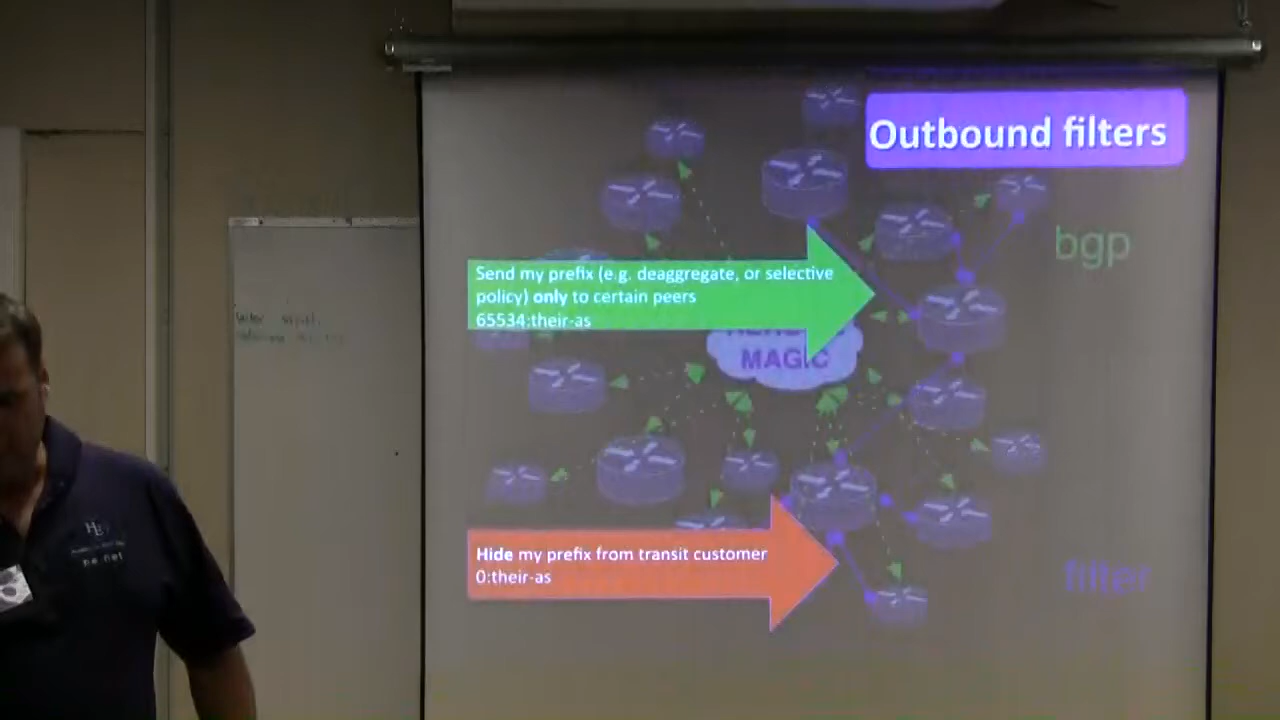 Outbound filters
bgp
Send my prefix (e.g. deaggregate, or selective
policy) only to certain peers
65534:their-as
MAGIC
Hide my prefix from transit customer
0:their-as
filter
HE